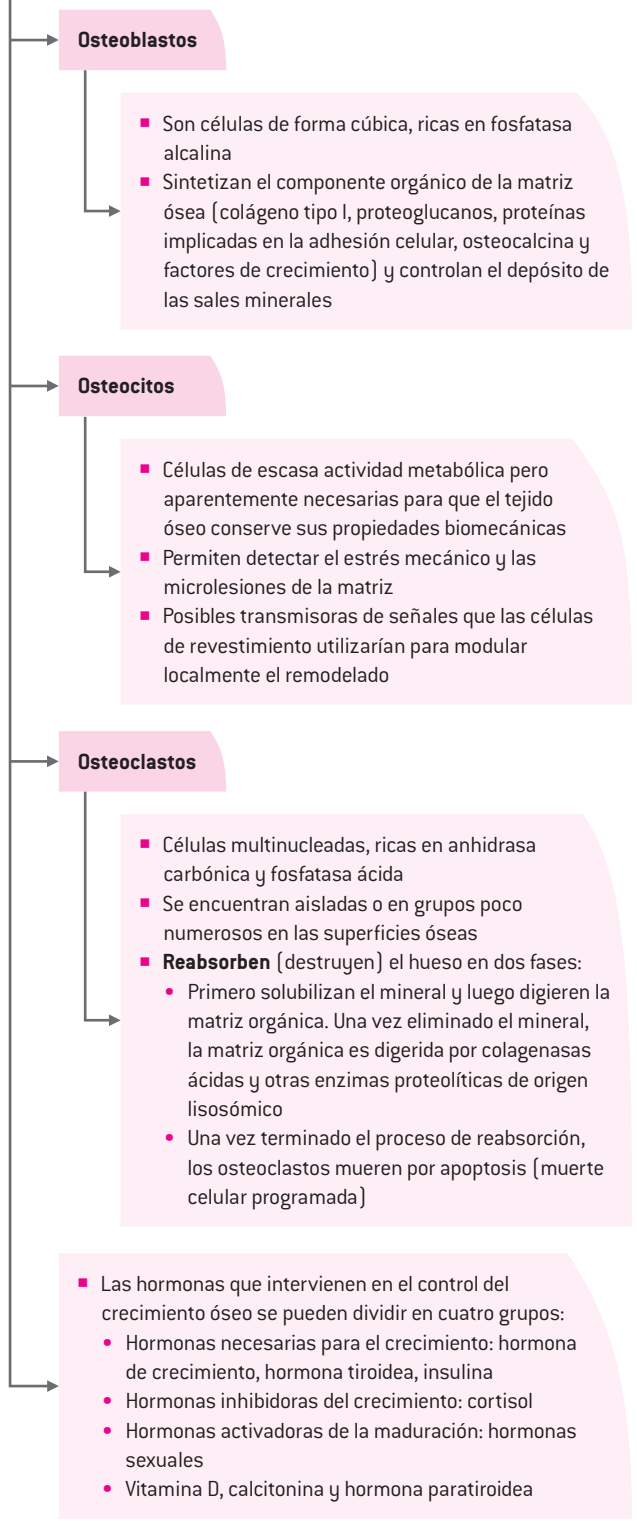 Osteoblastos
▪ Son células de forma cúbica, ricas en fosfatasa
alcalina
▪ Sintetizan el componente orgánico de la matriz
ósea (colágeno tipo I, proteoglucanos, proteínas
implicadas en la adhesión celular, osteocalcina y
factores de crecimiento) y controlan el depósito de
las sales minerales
Osteocitos
▪ Células de escasa actividad metabólica pero
aparentemente necesarias para que el tejido
óseo conserve sus propiedades biomecánicas
▪ Permiten detectar el estrés mecánico y las
microlesiones de la matriz
▪ Posibles transmisoras de señales que las células
de revestimiento utilizarían para modular
localmente el remodelado
Osteoclastos
▪ Células multinucleadas, ricas en anhidrasa
carbónica y fosfatasa ácida
▪ Se encuentran aisladas o en grupos poco
numerosos en las superficies óseas
▪ Reabsorben (destruyen) el hueso en dos fases:
• Primero solubilizan el mineral y luego digieren la
matriz orgánica. Una vez eliminado el mineral,
la matriz orgánica es digerida por colagenasas
ácidas y otras enzimas proteolíticas de origen
lisosómico
• Una vez terminado el proceso de reabsorción,
los osteoclastos mueren por apoptosis (muerte
celular programada)
▪ Las hormonas que intervienen en el control del
crecimiento óseo se pueden dividir en cuatro grupos:
• Hormonas necesarias para el crecimiento: hormona
de crecimiento, hormona tiroidea, insulina
• Hormonas inhibidoras del crecimiento: cortisol
• Hormonas activadoras de la maduración: hormonas
sexuales
• Vitamina D, calcitonina y hormona paratiroidea